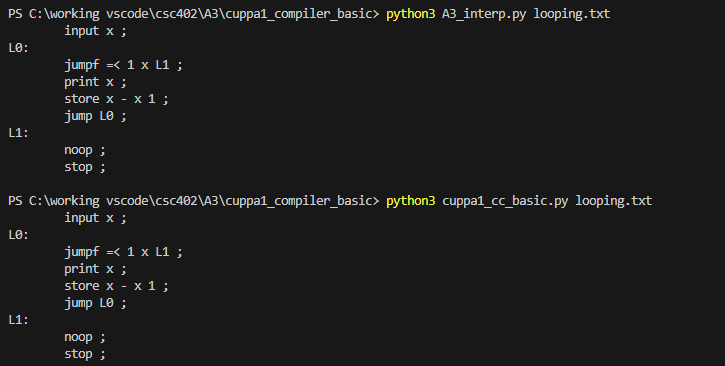 PS C:\working vscode\csc402\A3\cuppa1_compiler_basic> python3 A3_interp.py looping.txt
        input x ;
L0:
        jumpf =< 1 x L1 ;
        print x ;
        store x - x 1 ;
        jump L0 ;
L1:
        noop ;
        stop ;

PS C:\working vscode\csc402\A3\cuppa1_compiler_basic> python3 cuppa1_cc_basic.py looping.txt
        input x ;
L0:
        jumpf =< 1 x L1 ;
        print x ;
        store x - x 1 ;
        jump L0 ;
L1:
        noop ;
        stop ;